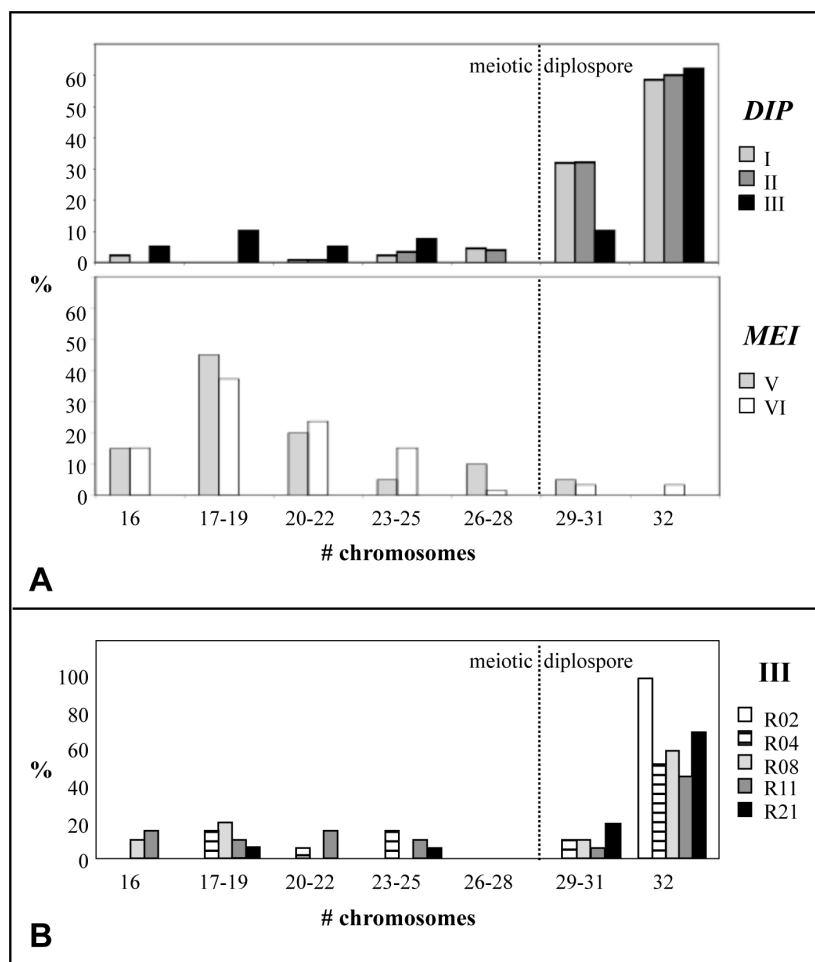 meiotic diplospore
60
50
40
30
20
10
0
DIP
I
II
III
%
60
50
40
30
20
10
0
MEI
V
VI
16 17-19 20-22 23-25 26-28 29-31 32
# chromosomes
A
meiotic diplospore
100
80
60
40
20
0
%
III
R02
R04
R08
R11
R21
16 17-19 20-22 23-25 26-28 29-31 32
# chromosomes
B